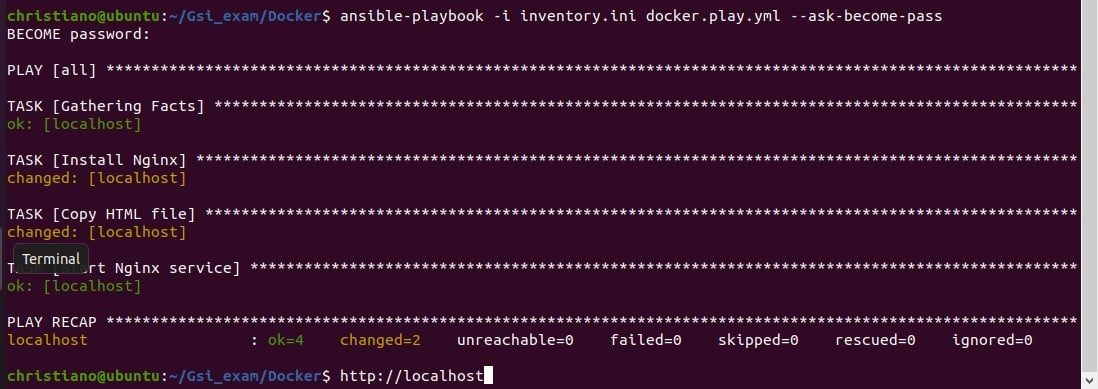 christiano@ubuntu:~/Gsi_exam/Docker$ ansible-playbook -i inventory.ini docker.play.yml --ask-become-pass
BECOME password:
PLAY [all] ************************************************************************************************************
TASK [Gathering Facts] ************************************************************************************************
ok: [localhost]
TASK [Install Nginx] **************************************************************************************************
changed: [localhost]
TASK [Copy HTML file] *************************************************************************************************
changed: [localhost]
Terminal
Nginx service] ********************************************************************************************
ok: [localhost]
PLAY RECAP ************************************************************************************************************
localhost                  : ok=4    changed=2    unreachable=0    failed=0    skipped=0    rescued=0    ignored=0
christiano@ubuntu:~/Gsi_exam/Docker$ http://localhost